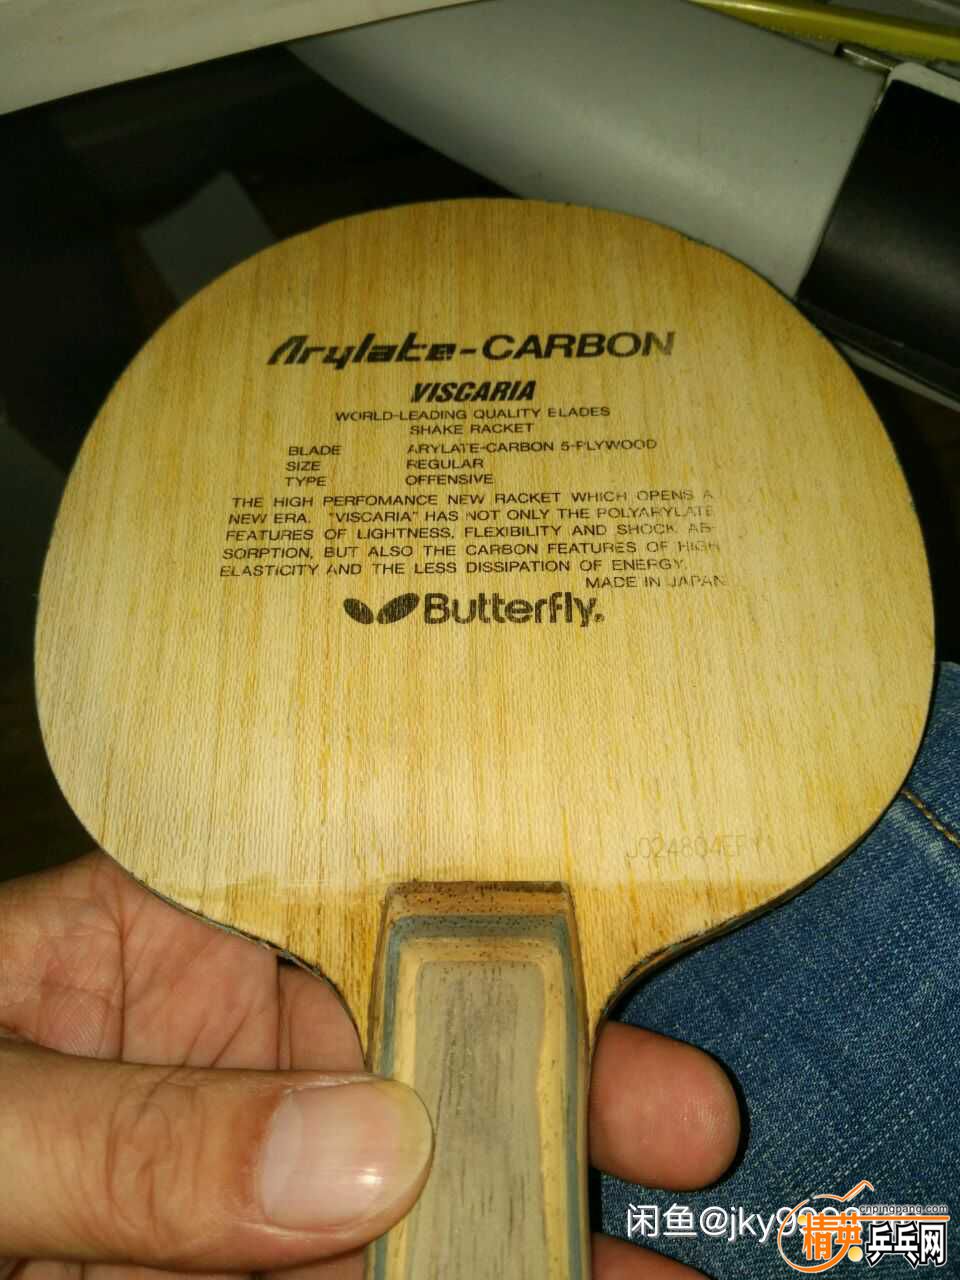 Arylate-CARBON
VISCARIA
WORLD-LEADING QUALITY BLADES
SHAKE RACKET
BLADE ARYLATE-CARBON 5-PLYWOOD
SIZE REGULAR
TYPE OFFENSIVE
THE HIGH PERFOMANCE NEW RACKET WHICH OPENS A
NEW ERA. "VISCARIA" HAS NOT ONLY THE POLYARYLATE
FEATURES OF LIGHTNESS, FLEXIBILITY AND SHOCK AB-
SORPTION, BUT ALSO THE CARBON FEATURES OF HIGH
ELASTICITY AND THE LESS DISSIPATION OF ENERGY.
MADE IN JAPAN
Butterfly®
cnpingpang.com
精英乒乓网